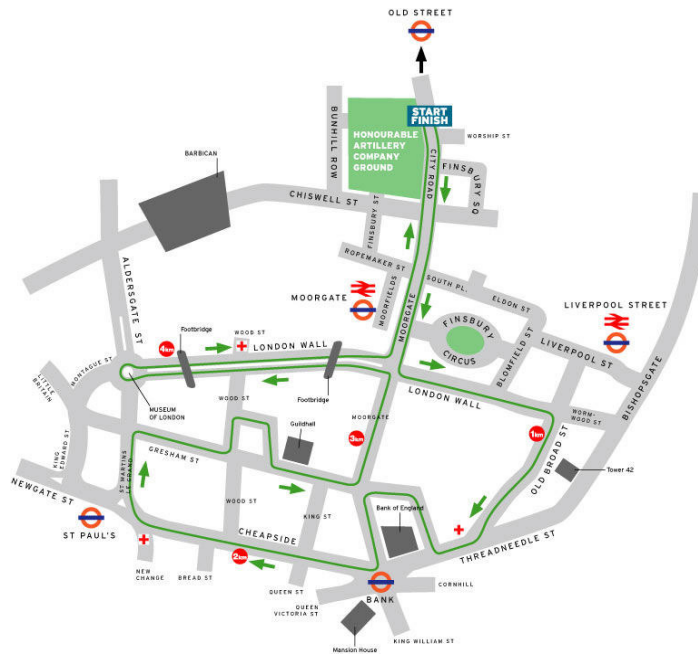 OLD STREET
START
FINISH
HONOURABLE
ARTILLERY
COMPANY
GROUND
BUNHILL ROW
WORSHIP ST
CITY ROAD
FINSBURY SQ
BARBICAN
CHISWELL ST
FINSBURY ST
ROPEMAKER ST
SOUTH PL.
ELDON ST
ALDERSGATE ST
MOORGATE
MOORFIELDS
MOORGATE
FINSBURY
CIRCUS
BLOMFIELD ST
LIVERPOOL STREET
LIVERPOOL ST
BISHOPSGATE
4km
Footbridge
WOOD ST
LONDON WALL
MONTAGUE ST
LITTLE
BRITAIN
MUSEUM
OF LONDON
WOOD ST
Footbridge
LONDON WALL
WORM-
WOOD ST
MOORGATE
Guildhall
3km
1km
OLD BROAD ST
Tower 42
KING
EDWARD ST
GRESHAM ST
ST MARTINS
LE GRAND
NEWGATE ST
ST PAUL'S
WOOD ST
KING ST
Bank of England
THREADNEEDLE ST
CHEAPSIDE
2km
NEW
CHANGE
BREAD ST
QUEEN ST
QUEEN
VICTORIA ST
BANK
CORNHILL
KING WILLIAM ST
Mansion House